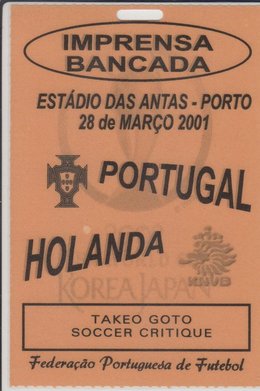 IMPRENSA
BANCADA
ESTÁDIO DAS ANTAS - PORTO
28 de MARÇO 2001
PORTUGAL
HOLANDA
KNVB
KOREA JAPAN
TAKEO GOTO
SOCCER CRITIQUE
Federação Portuguesa de Futebol